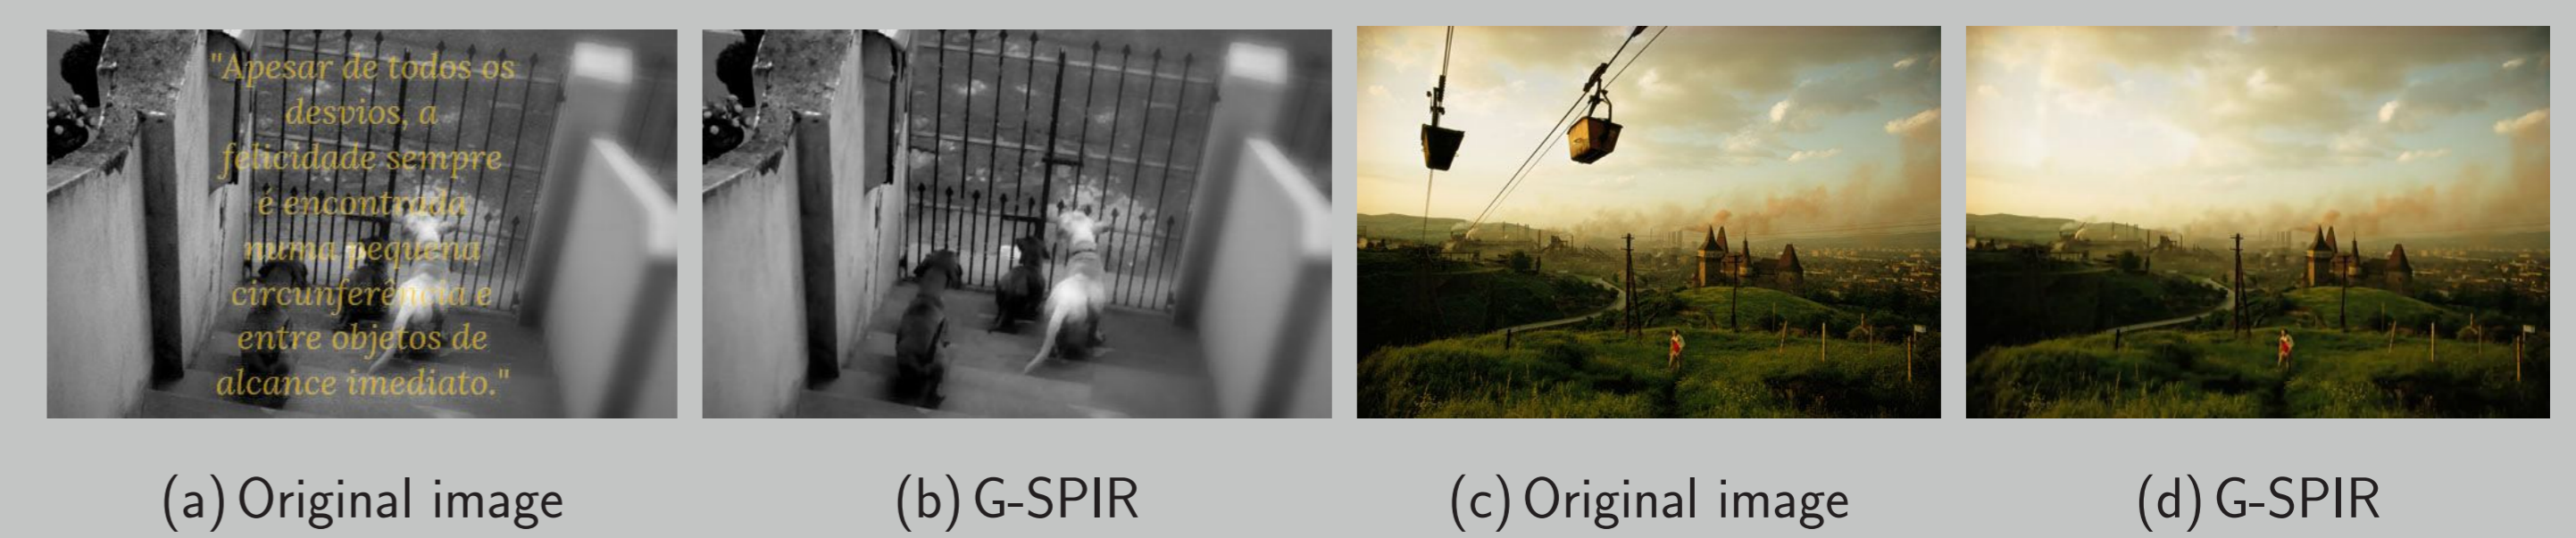 "Apesar de todos os
desvios, a
felicidade sempre
é encontrada
numa pequena
circunferência e
entre objetos de
alcance imediato."
(a) Original image
(b) G-SPIR
(c) Original image
(d) G-SPIR